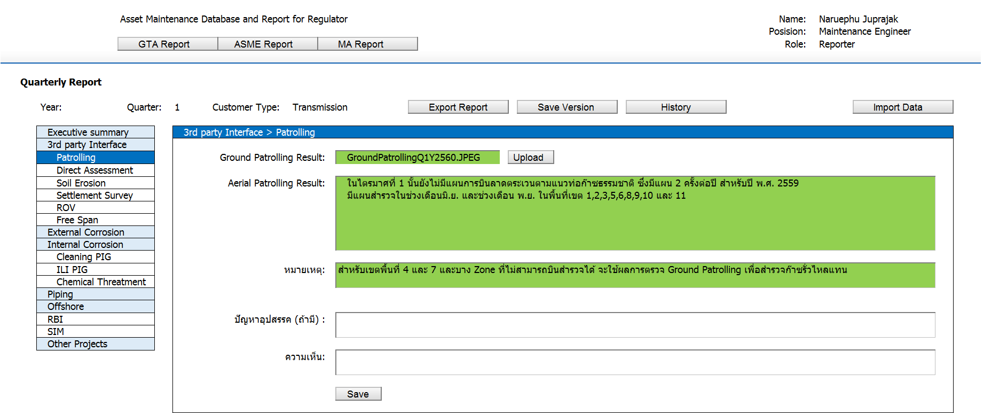 Asset Maintenance Database and Report for Regulator
Name: Naruephu Juprajak
Posision: Maintenance Engineer
Role: Reporter
GTA Report ASME Report MA Report
Quarterly Report
Year: Quarter: 1 Customer Type: Transmission Export Report Save Version History Import Data
Executive summary
3rd party Interface
Patrolling
Direct Assessment
Soil Erosion
Settlement Survey
ROV
Free Span
External Corrosion
Internal Corrosion
Cleaning PIG
ILI PIG
Chemical Threatment
Piping
Offshore
RBI
SIM
Other Projects
3rd party Interface > Patrolling
Ground Patrolling Result: GroundPatrollingQ1Y2560.JPEG Upload
Aerial Patrolling Result: ในไตรมาศที่ 1 นั้นยังไม่มีแผนการบินลาดตระเวนตามแนวท่อก๊าซธรรมชาติ ซึ่งมีแผน 2 ครั้งต่อปี สำหรับปี พ.ศ. 2559
มีแผนสำรวจในช่วงเดือนมิ.ย. และช่วงเดือน พ.ย. ในพื้นที่เขต 1,2,3,5,6,8,9,10 และ 11
หมายเหตุ: สำหรับเขตพื้นที่ 4 และ 7 และบาง Zone ที่ไม่สามารถบินสำรวจได้ จะใช้ผลการตรวจ Ground Patrolling เพื่อสำรวจก๊าซรั่วไหลแทน
ปัญหาอุปสรรค (ถ้ามี) :
ความเห็น:
Save